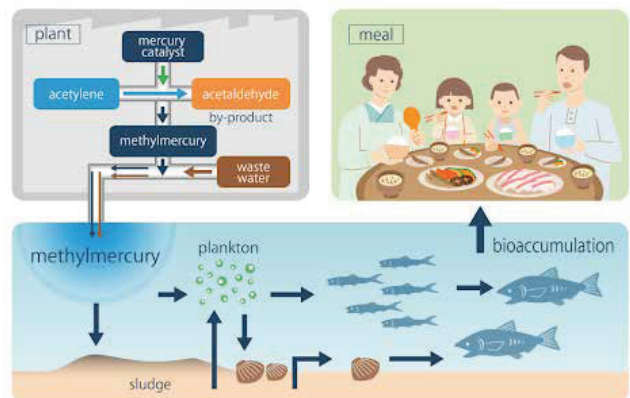 plant
mercury
catalyst
acetylene
acetaldehyde
by-product
methylmercury
waste
water
meal
methylmercury
plankton
bioaccumulation
sludge